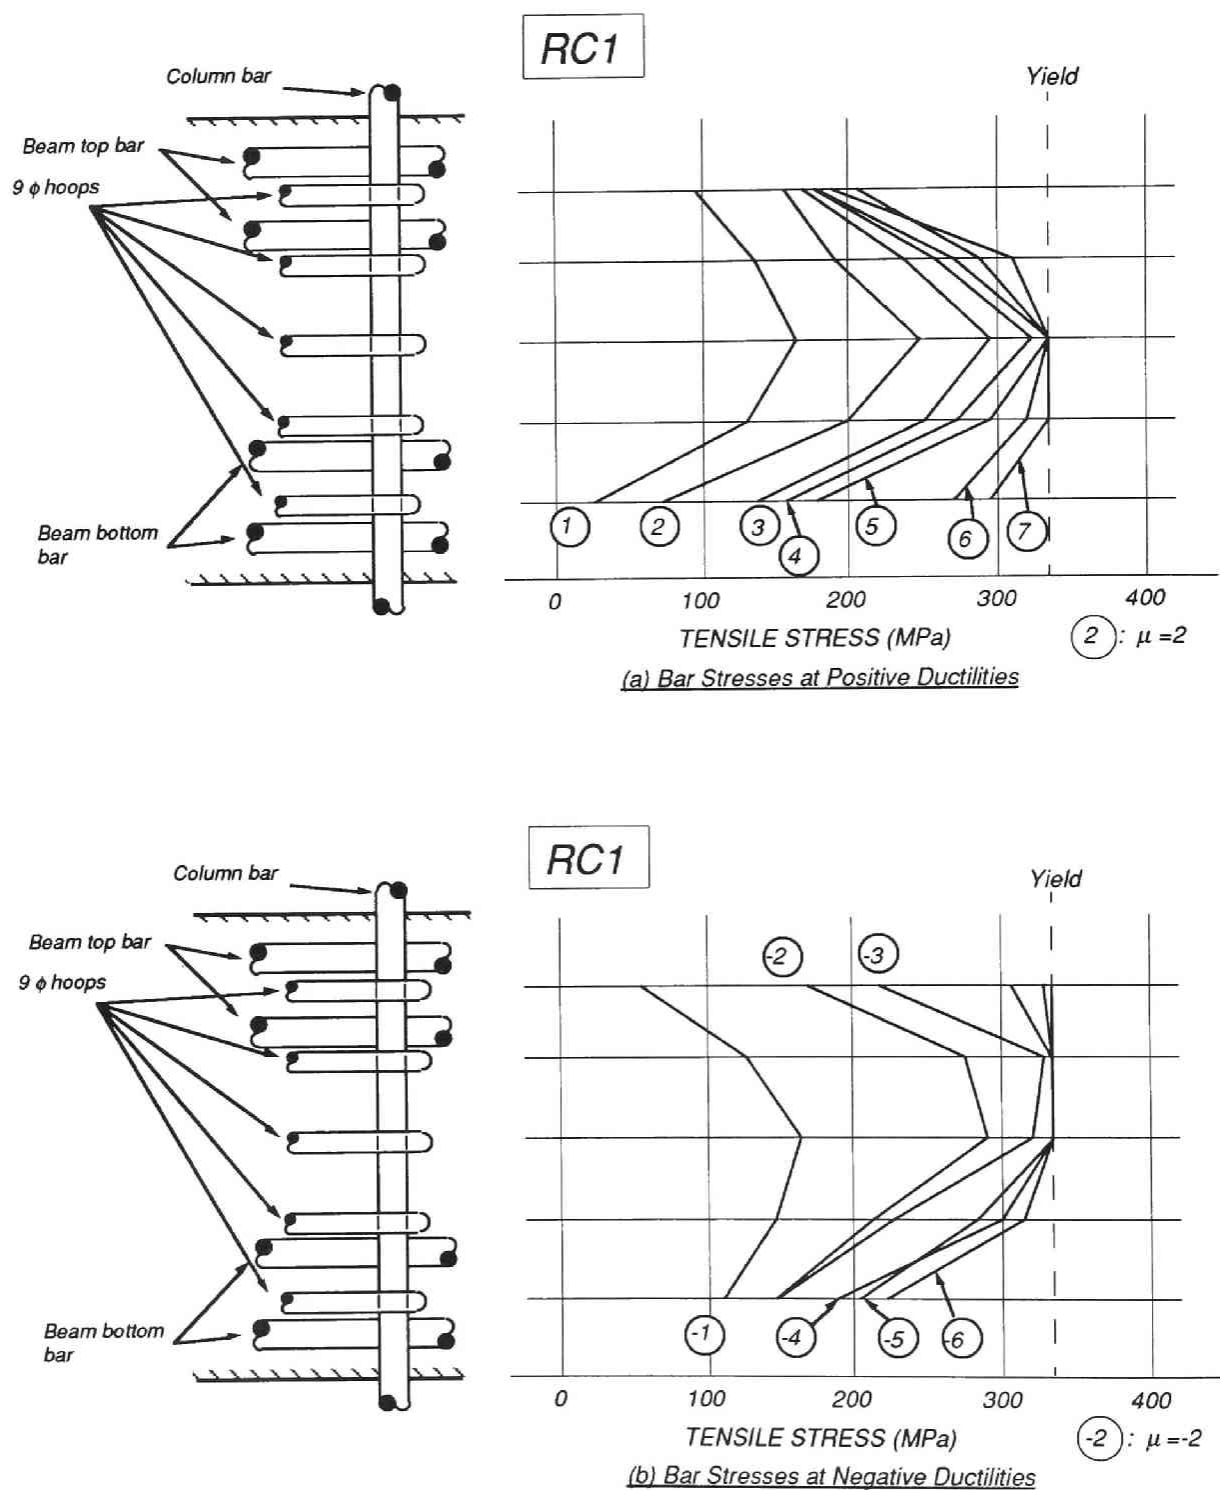 RC1
Column bar
Yield
Beam top bar
9 ϕ hoops
Beam bottom
bar
1
2
3
4
5
6
7
0
100
200
300
400
TENSILE STRESS (MPa)
2 : μ =2
(a) Bar Stresses at Positive Ductilities
RC1
Column bar
Yield
Beam top bar
9 ϕ hoops
-2
-3
Beam bottom
bar
-1
-4
-5
-6
0
100
200
300
400
TENSILE STRESS (MPa)
-2 : μ =-2
(b) Bar Stresses at Negative Ductilities